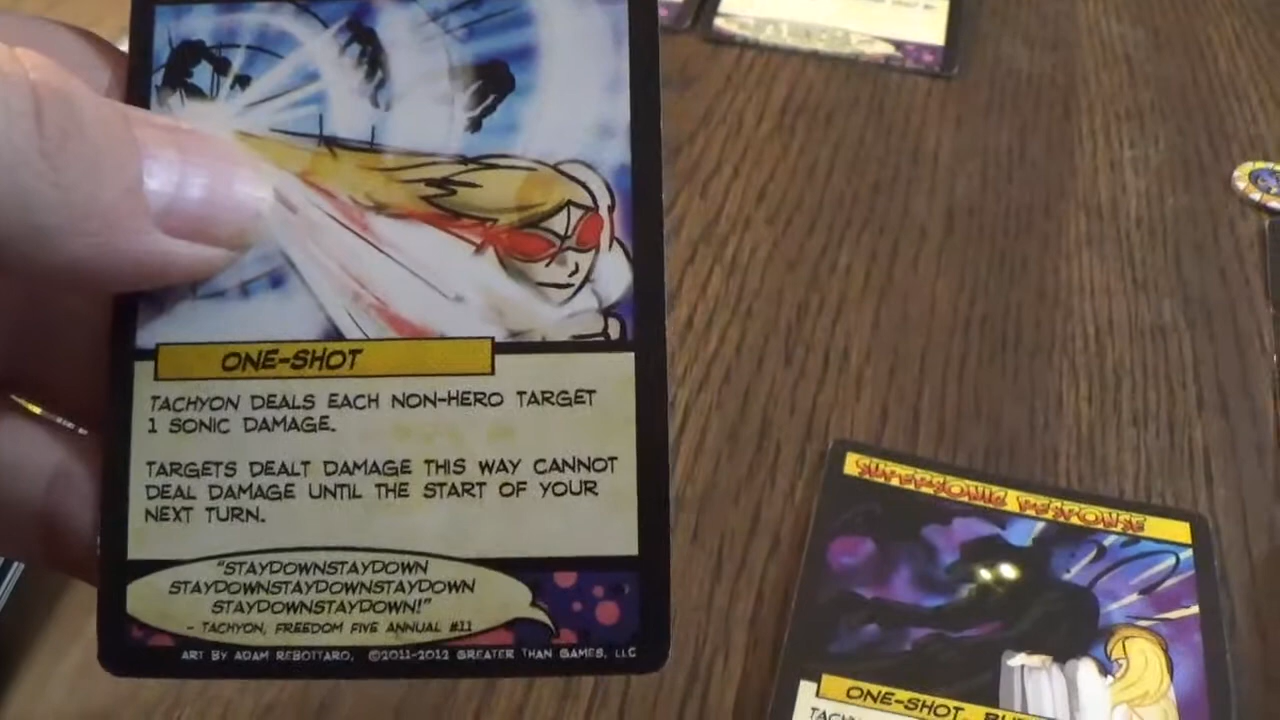 ONE-SHOT
TACHYON DEALS EACH NON-HERO TARGET
1 SONIC DAMAGE.
TARGETS DEALT DAMAGE THIS WAY CANNOT
DEAL DAMAGE UNTIL THE START OF YOUR
NEXT TURN.
"STAYDOWNSTAYDOWN
STAYDOWNSTAYDOWNSTAYDOWN
STAYDOWNSTAYDOWN!"
- TACHYON, FREEDOM FIVE ANNUAL #11
ART BY ADAM REBOTTARO, ©2011-2012 GREATER THAN GAMES, LLC
SUPERSONIC RESPONSE
ONE-SHOT,